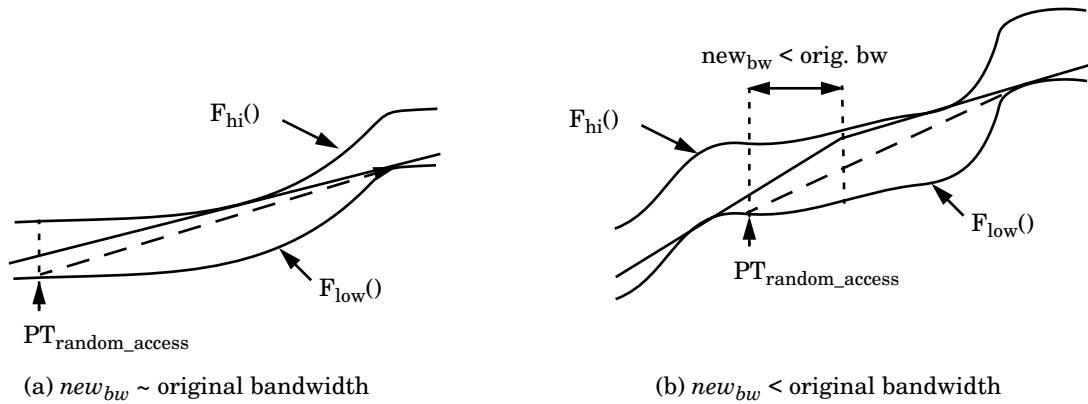 F_hi()
F_low()
PT_random_access
(a) new_bw ~ original bandwidth
new_bw < orig. bw
F_hi()
F_low()
PT_random_access
(b) new_bw < original bandwidth